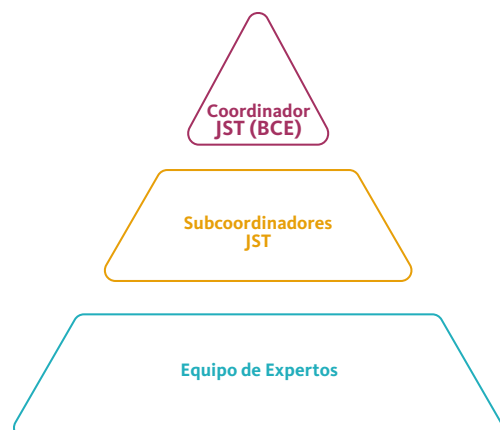 Coordinador
JST (BCE)
Subcoordinadores
JST
Equipo de Expertos